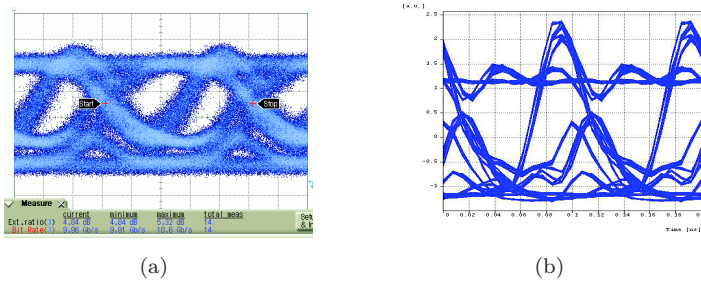 Start
Stop
Measure
current minimum maximum total meas
Ext.ratio( ) 4.84 dB 4.84 dB 5.32 dB 14
Bit Rate( ) 9.96 Gb/s 9.91 Gb/s 10.6 Gb/s 14
Setu
& In
(a)
[a.u.]
2.5
2
1.5
1
0.5
0
-0.5
-1
0 0.02 0.04 0.06 0.08 0.1 0.12 0.14 0.16 0.18
Time [ns]
(b)